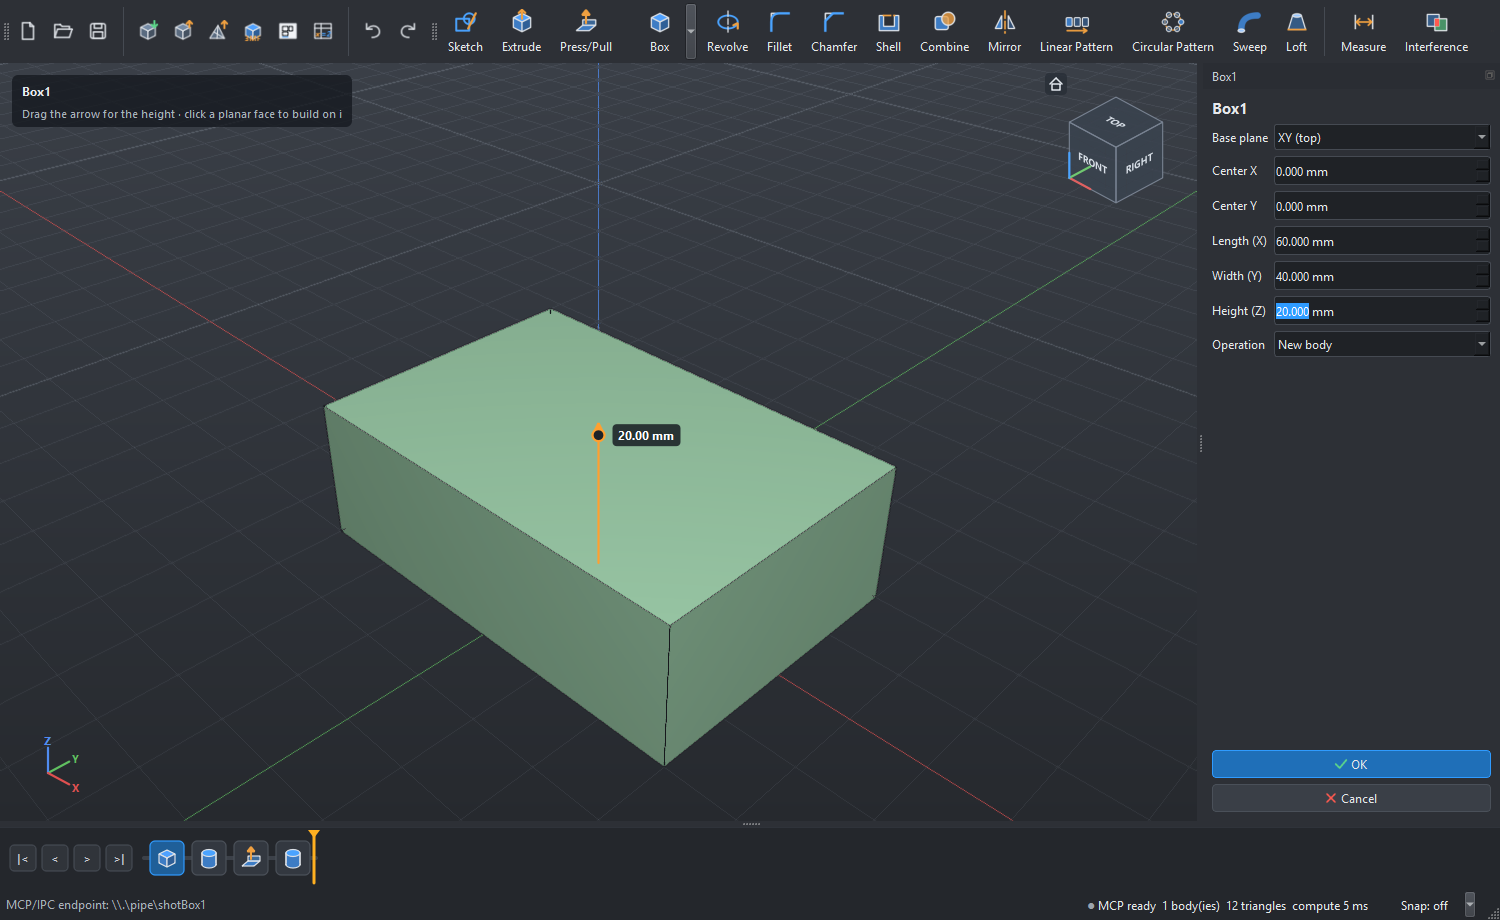 Sketch
Extrude
Press/Pull
Box
Revolve
Fillet
Chamfer
Shell
Combine
Mirror
Linear Pattern
Circular Pattern
Sweep
Loft
Measure
Interference
Box1
Drag the arrow for the height · click a planar face to build on i
TOP
FRONT
RIGHT
20.00 mm
Z
Y
X
Box1
Box1
Base plane XY (top)
Center X 0.000 mm
Center Y 0.000 mm
Length (X) 60.000 mm
Width (Y) 40.000 mm
Height (Z) 20.000 mm
Operation New body
OK
Cancel
|< < > >|
MCP/IPC endpoint: \\.\pipe\shotBox1
MCP ready 1 body(ies) 12 triangles compute 5 ms Snap: off